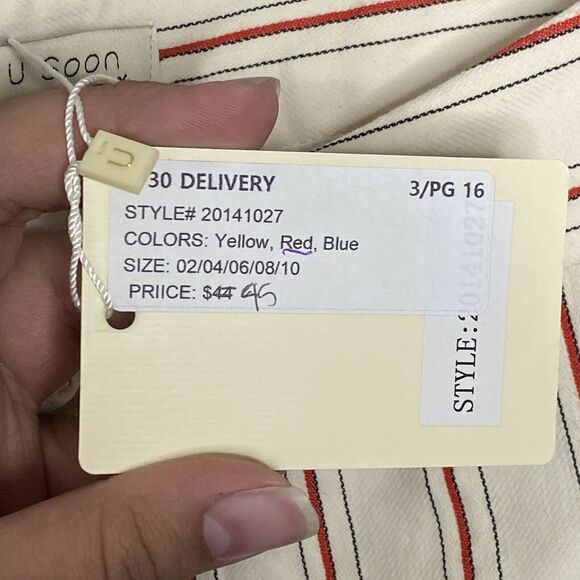 U Soon
x
U
30 DELIVERY 3/PG 16
STYLE# 20141027
COLORS: Yellow, Red, Blue
SIZE: 02/04/06/08/10
PRIICE: $44 45
STYLE:20141027